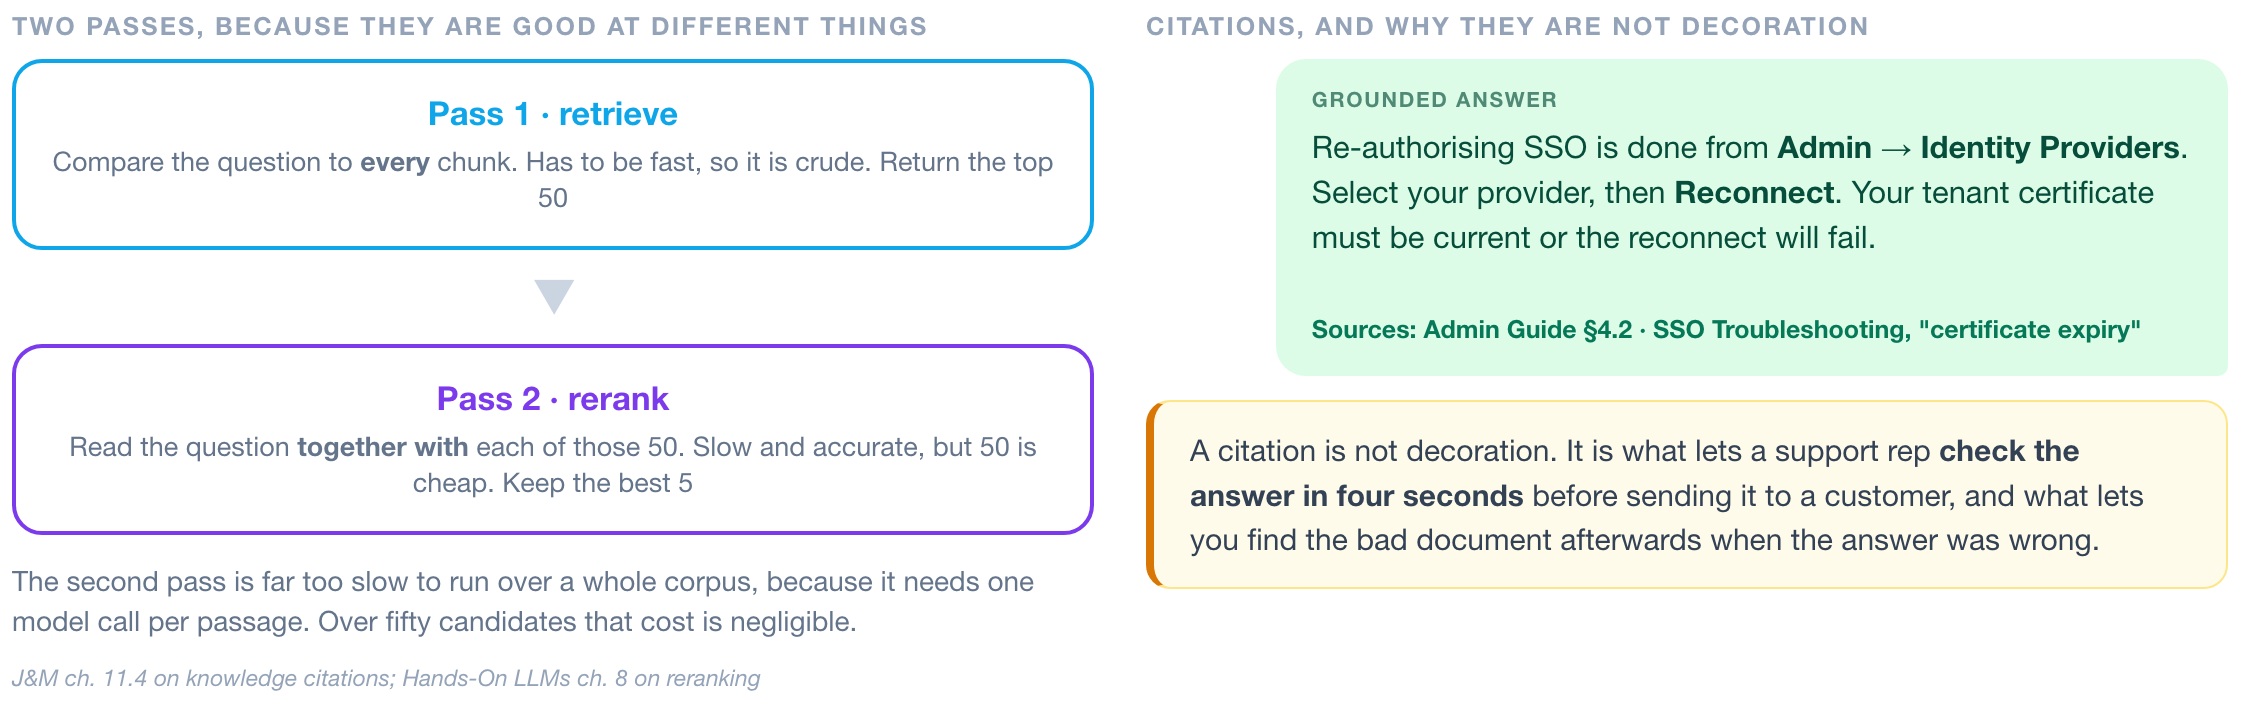 TWO PASSES, BECAUSE THEY ARE GOOD AT DIFFERENT THINGS
Pass 1 · retrieve
Compare the question to every chunk. Has to be fast, so it is crude. Return the top
50
Pass 2 · rerank
Read the question together with each of those 50. Slow and accurate, but 50 is
cheap. Keep the best 5
The second pass is far too slow to run over a whole corpus, because it needs one
model call per passage. Over fifty candidates that cost is negligible.
J&M ch. 11.4 on knowledge citations; Hands-On LLMs ch. 8 on reranking
CITATIONS, AND WHY THEY ARE NOT DECORATION
GROUNDED ANSWER
Re-authorising SSO is done from Admin → Identity Providers.
Select your provider, then Reconnect. Your tenant certificate
must be current or the reconnect will fail.
Sources: Admin Guide §4.2 · SSO Troubleshooting, "certificate expiry"
A citation is not decoration. It is what lets a support rep check the
answer in four seconds before sending it to a customer, and what lets
you find the bad document afterwards when the answer was wrong.